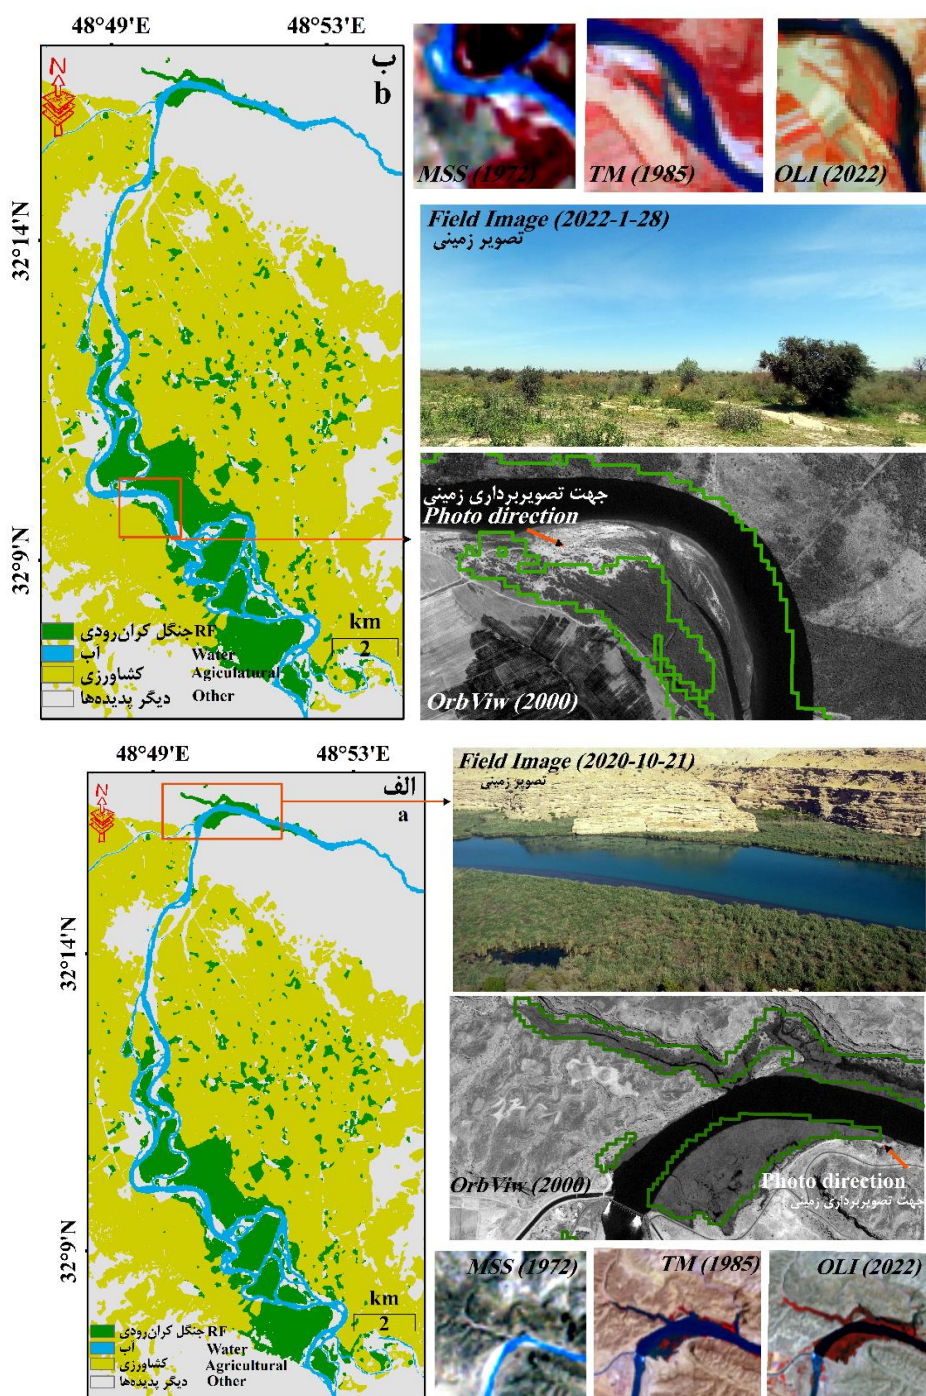 48°49'E
48°53'E
ب
b
N
32°14'N
32°9'N
km
2
جنگل کران‌رودی RF
آب Water
کشاورزی Agiculatural
دیگر پدیده‌ها Other
MSS (1972)
TM (1985)
OLI (2022)
Field Image (2022-1-28)
تصویر زمینی
جهت تصویربرداری زمینی
Photo direction
OrbViw (2000)
48°49'E
48°53'E
الف
a
N
32°14'N
32°9'N
km
2
جنگل کران‌رودی RF
آب Water
کشاورزی Agricultural
دیگر پدیده‌ها Other
Field Image (2020-10-21)
تصویر زمینی
OrbViw (2000)
Photo direction
جهت تصویربرداری زمینی
MSS (1972)
TM (1985)
OLI (2022)